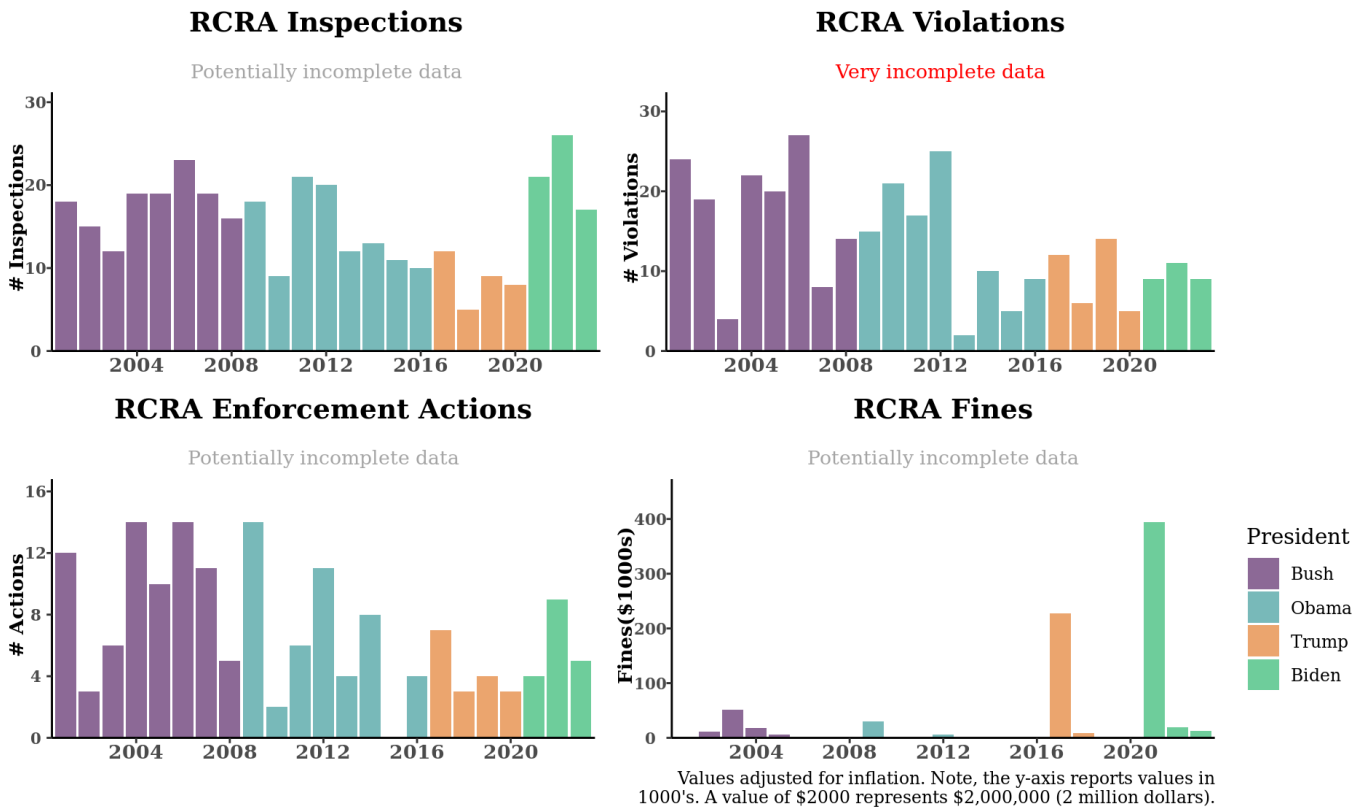 RCRA Inspections
Potentially incomplete data
# Inspections
30
20
10
0
2004 2008 2012 2016 2020
RCRA Violations
Very incomplete data
# Violations
30
20
10
0
2004 2008 2012 2016 2020
RCRA Enforcement Actions
Potentially incomplete data
# Actions
16
12
8
4
0
2004 2008 2012 2016 2020
RCRA Fines
Potentially incomplete data
Fines($1000s)
400
300
200
100
0
2004 2008 2012 2016 2020
President
Bush
Obama
Trump
Biden
Values adjusted for inflation. Note, the y-axis reports values in
1000's. A value of $2000 represents $2,000,000 (2 million dollars).